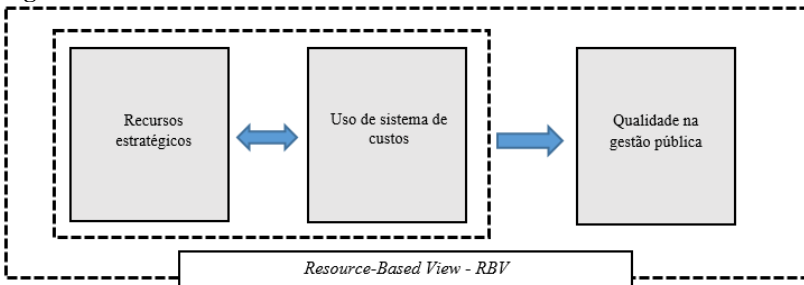 Recursos
estratégicos
Uso de sistema de
custos
Qualidade na
gestão pública
Resource-Based View - RBV